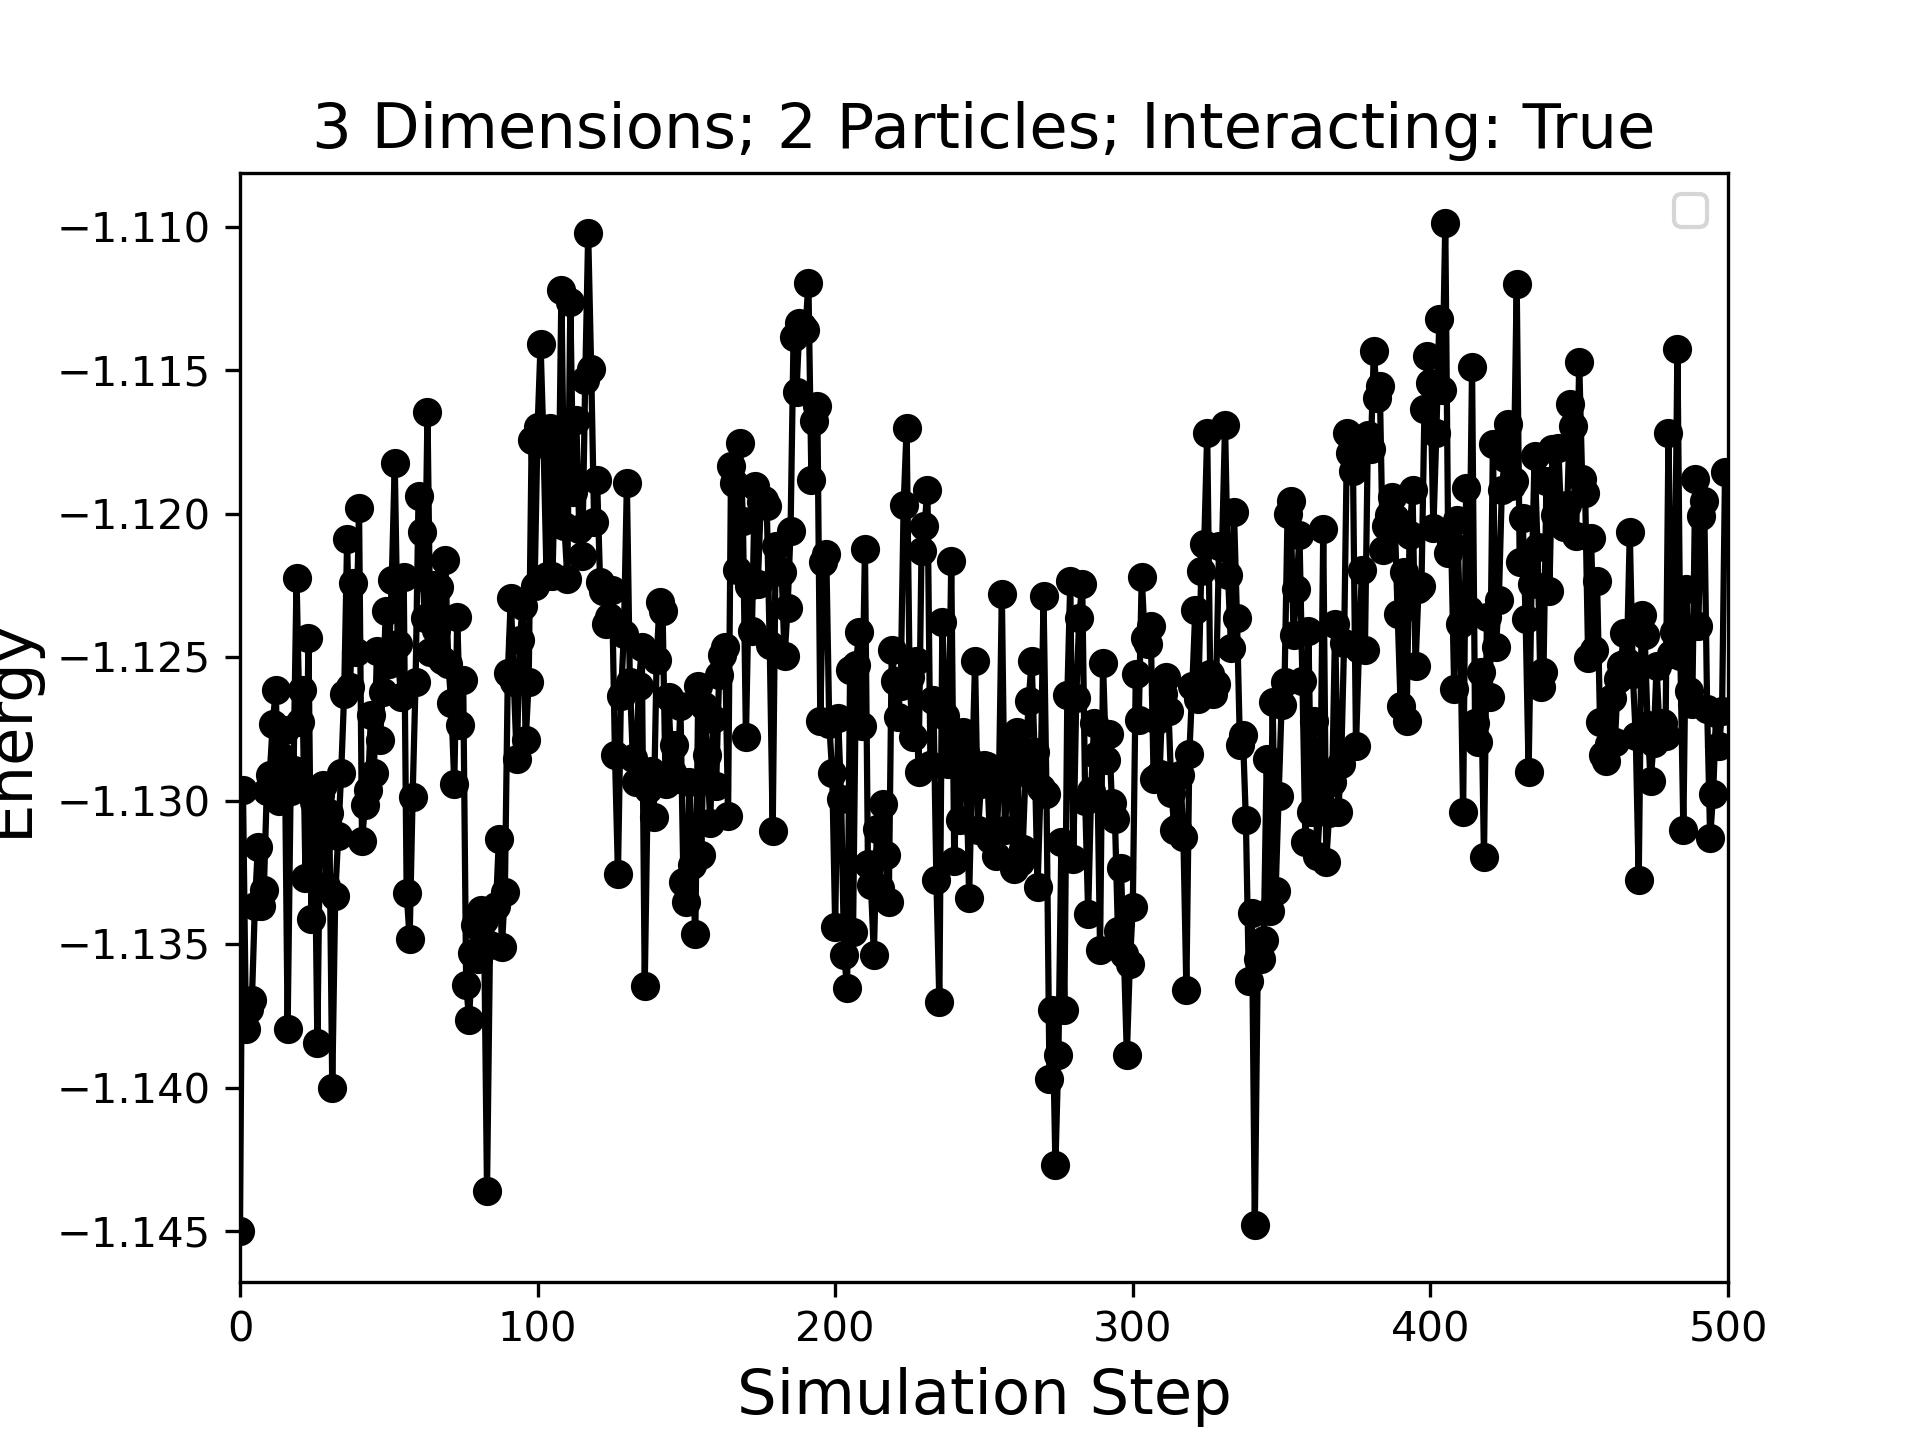 3 Dimensions; 2 Particles; Interacting: True
Energy
−1.110
−1.115
−1.120
−1.125
−1.130
−1.135
−1.140
−1.145
0 100 200 300 400 500
Simulation Step